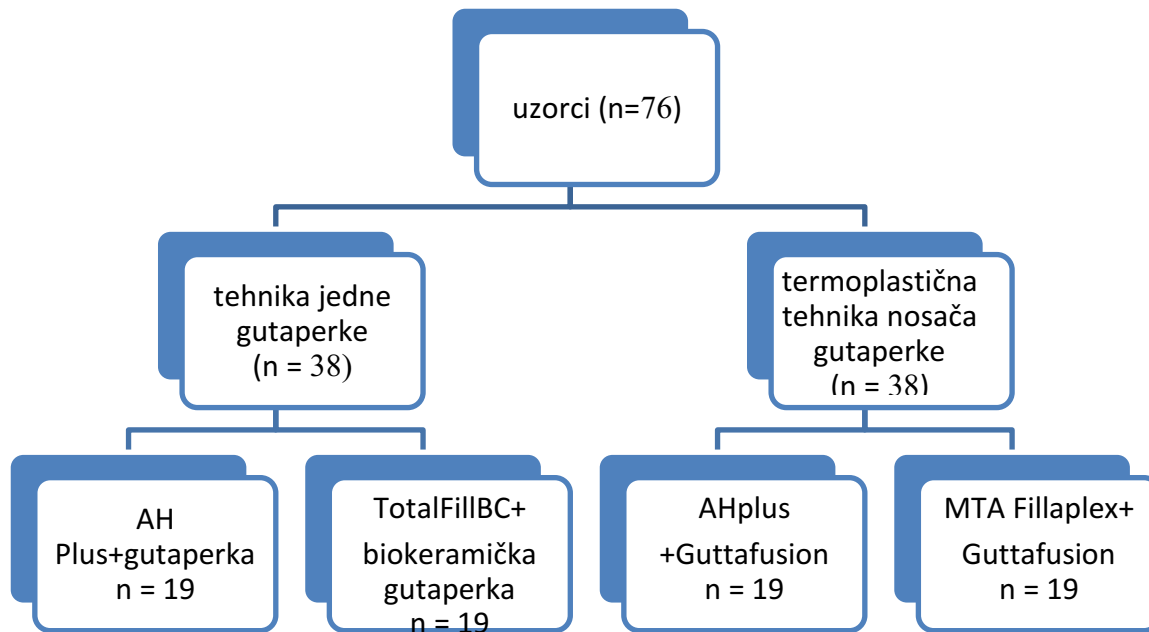 uzorci (n=76)
tehnika jedne
gutaperke
(n = 38)
termoplastična
tehnika nosača
gutaperke
(n = 38)
AH
Plus+gutaperka
n = 19
TotalFillBC+
biokeramička
gutaperka
n = 19
AHplus
+Guttafusion
n = 19
MTA Fillaplex+
Guttafusion
n = 19